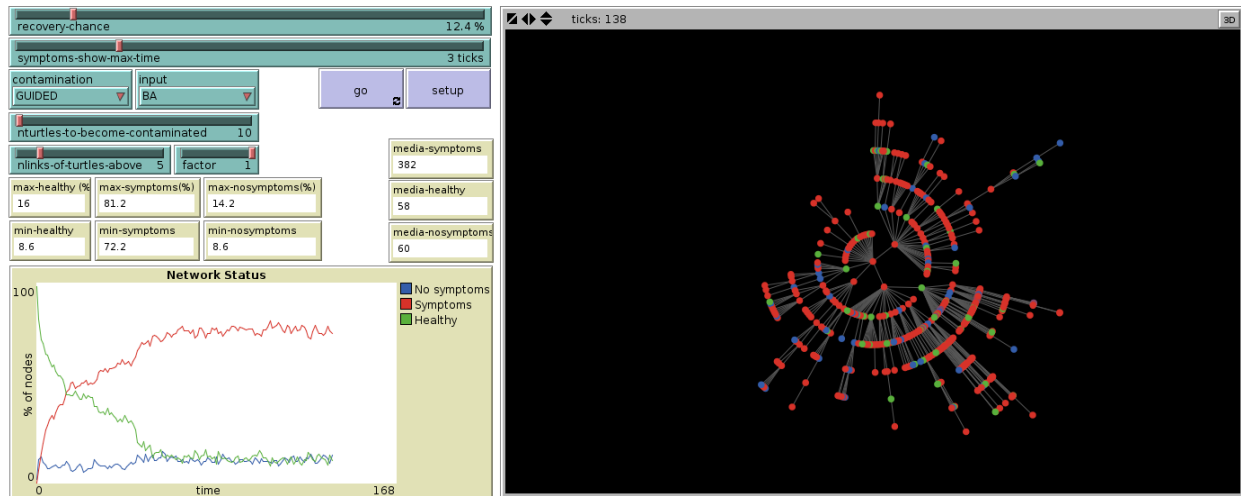 recovery-chance 12.4 %
symptoms-show-max-time 3 ticks
contamination
GUIDED
input
BA
go
setup
nturtles-to-become-contaminated 10
nlinks-of-turtles-above 5
factor 1
media-symptoms
382
max-healthy (%
16
max-symptoms(%)
81.2
max-nosymptoms(%)
14.2
media-healthy
58
min-healthy
8.6
min-symptoms
72.2
min-nosymptoms
8.6
media-nosymptoms
60
Network Status
100
% of nodes
0
0
time
168
No symptoms
Symptoms
Healthy
ticks: 138
3D